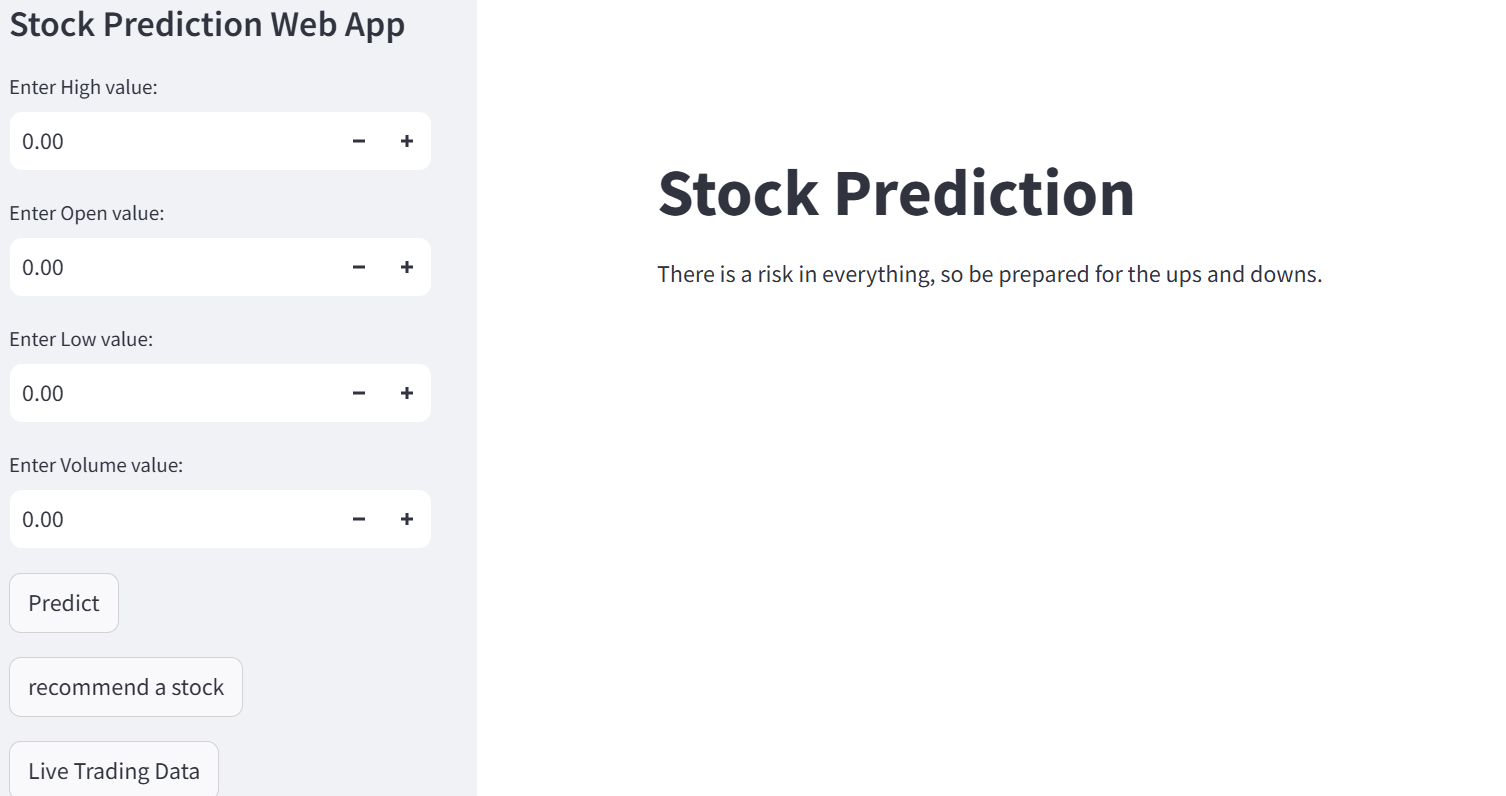 Stock Prediction Web App
Enter High value:
0.00
Enter Open value:
0.00
Enter Low value:
0.00
Enter Volume value:
0.00
Predict
recommend a stock
Live Trading Data
Stock Prediction
There is a risk in everything, so be prepared for the ups and downs.